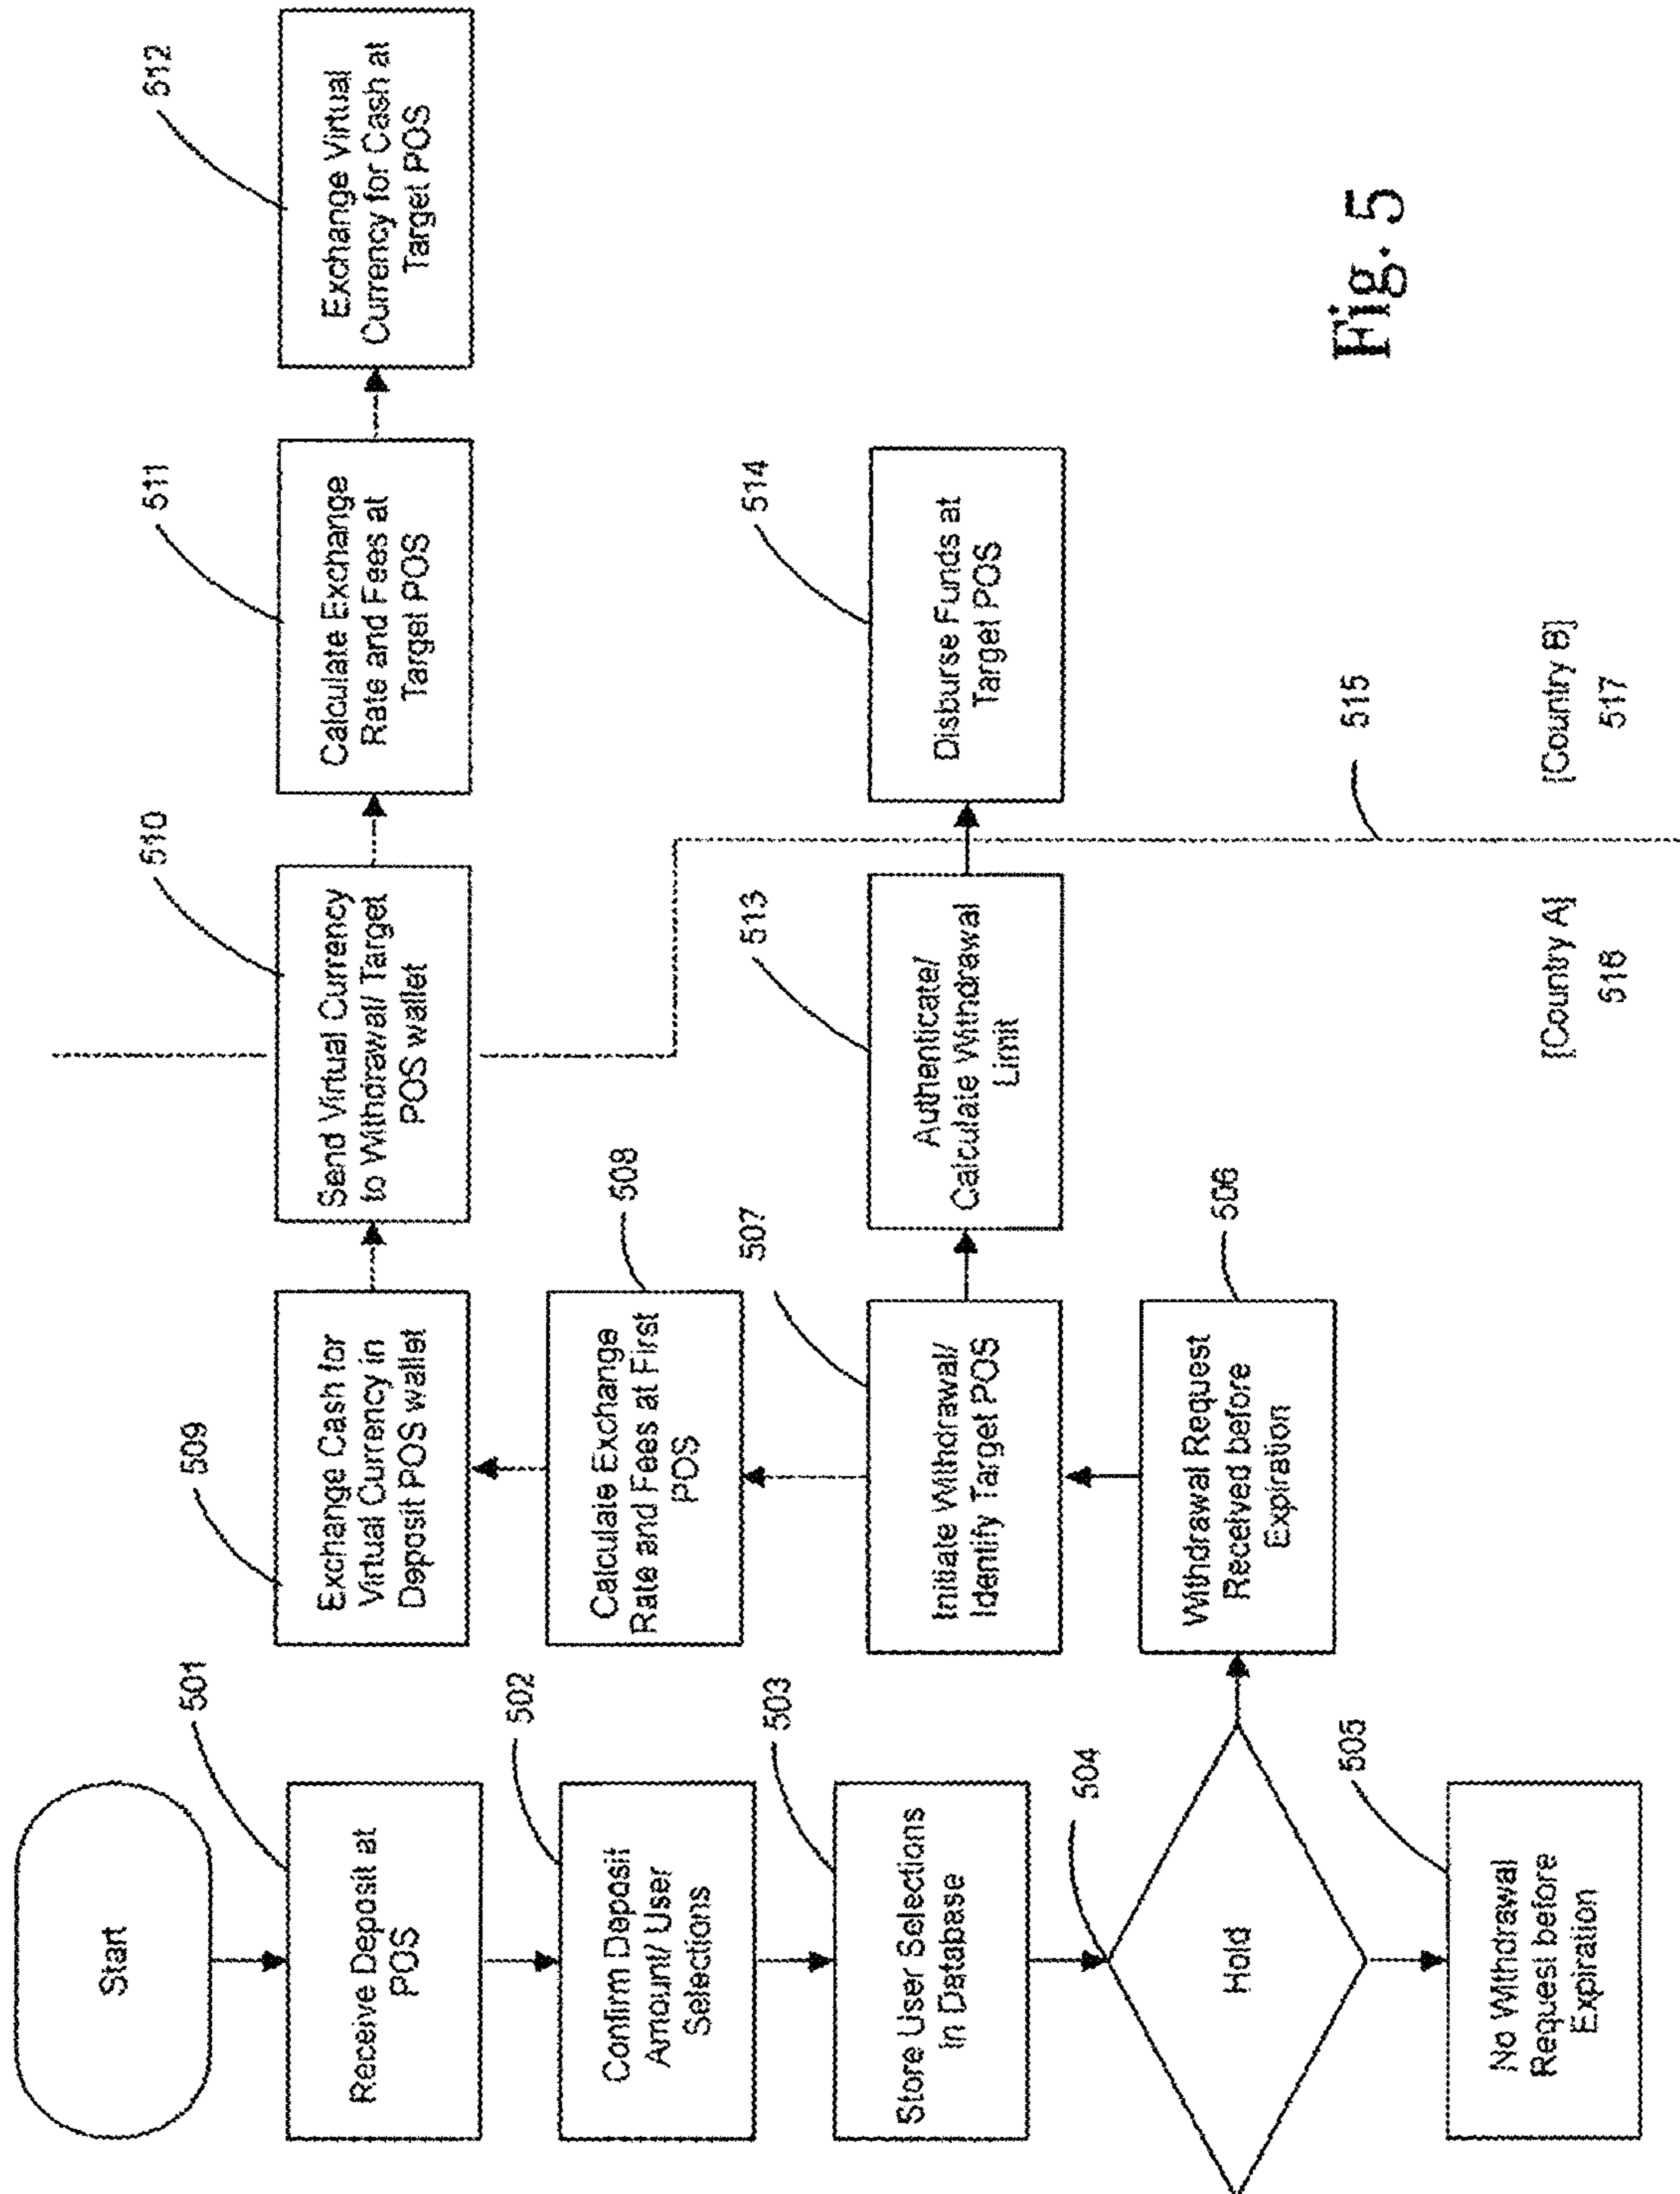 Start
501
Receive Deposit at
POS
502
Confirm Deposit
Amount/ User
Selections
503
Store User Selections
in Database
504
Hold
505
No Withdrawal
Request before
Expiration
506
Withdrawal Request
Received before
Expiration
507
Initiate Withdrawal/
Identify Target POS
508
Calculate Exchange
Rate and Fees at First
POS
509
Exchange Cash for
Virtual Currency in
Deposit POS wallet
510
Send Virtual Currency
to Withdrawal/ Target
POS wallet
511
Calculate Exchange
Rate and Fees at
Target POS
512
Exchange Virtual
Currency for Cash at
Target POS
513
Authenticate/
Calculate Withdrawal
Limit
514
Disburse Funds at
Target POS
515
[Country A]
516
[Country B]
517
Fig. 5